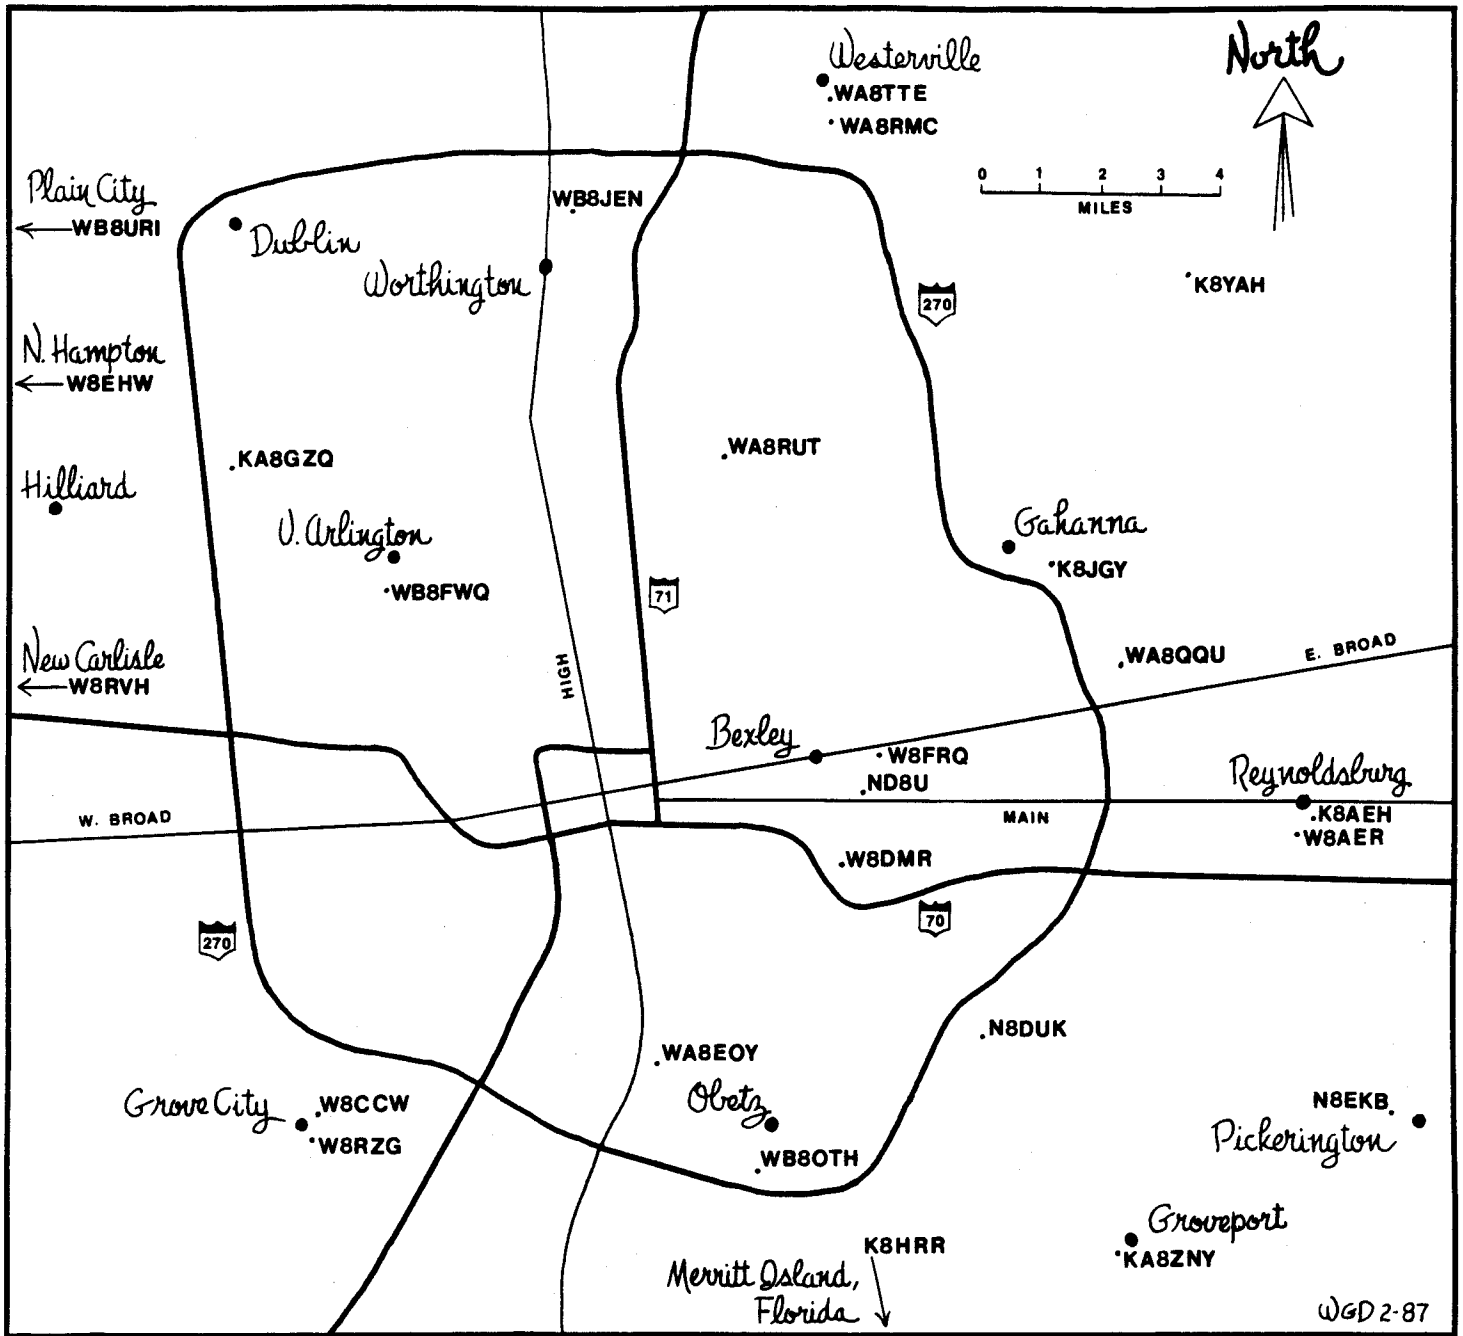 Westerville
WA8TTE
WA8RMC
North
0 1 2 3 4
MILES
Plain City
WB8URI
WB8JEN
Dublin
Worthington
K8YAH
270
N. Hampton
W8EHW
WA8RUT
KA8GZQ
Hilliard
U. Arlington
WB8FWQ
Gahanna
K8JGY
71
New Carlisle
W8RVH
HIGH
WA8QQU
E. BROAD
Bexley
W8FRQ
ND8U
Reynoldsburg
K8AEH
W8AER
W. BROAD
MAIN
W8DMR
70
270
N8DUK
WA8EOY
Obetz
WB8OTH
Grove City
W8CCW
W8RZG
N8EKB
Pickerington
Groveport
KA8ZNY
K8HRR
Merritt Island,
Florida
WGD 2-87